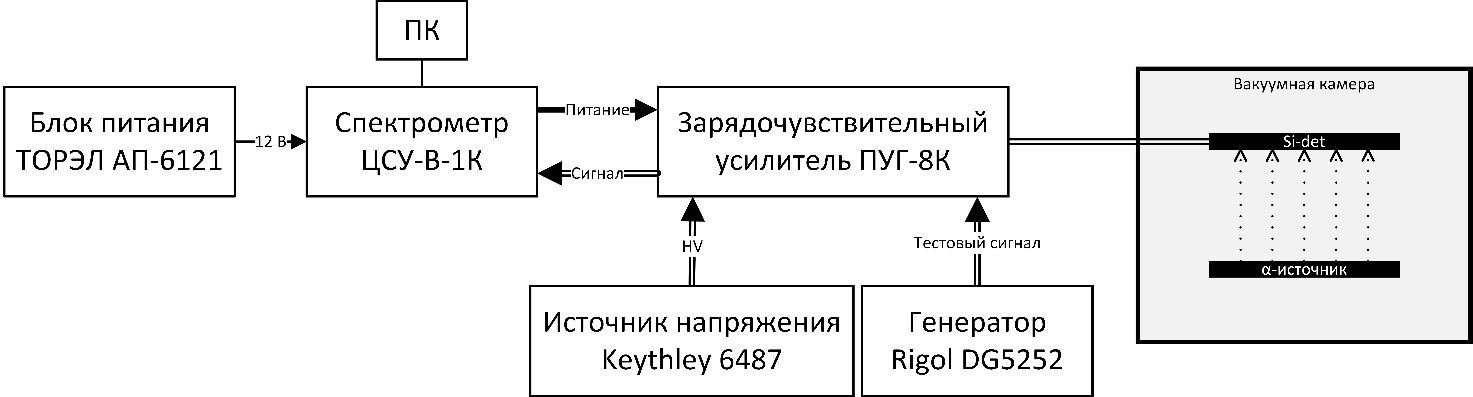 ПК
Блок питания
ТОРЭЛ АП-6121
12 В
Спектрометр
ЦСУ-В-1К
Питание
Сигнал
Зарядочувствительный
усилитель ПУГ-8К
Вакуумная камера
Si-det
α-источник
HV
Тестовый сигнал
Источник напряжения
Keythley 6487
Генератор
Rigol DG5252